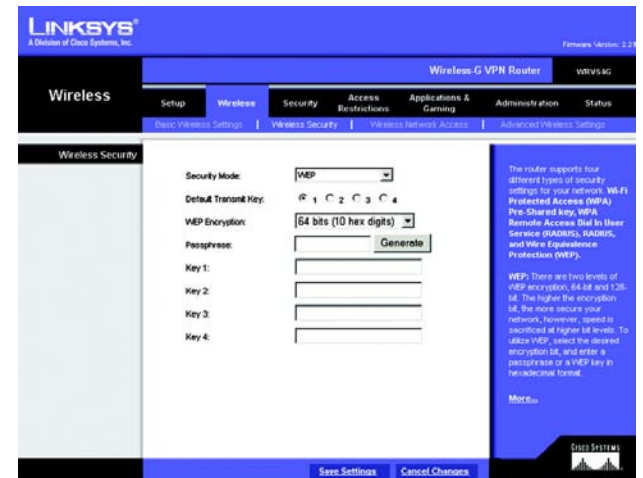 LINKSYS®
A Division of Cisco Systems, Inc.
Firmware Version: 2.21
Wireless-G VPN Router WRV54G
Wireless
Setup Wireless Security Access Restrictions Applications & Gaming Administration Status
Basic Wireless Settings | Wireless Security | Wireless Network Access | Advanced Wireless Settings
Wireless Security
Security Mode: WEP
Default Transmit Key: 1 2 3 4
WEP Encryption: 64 bits (10 hex digits)
Passphrase: Generate
Key 1:
Key 2:
Key 3:
Key 4:
The router supports four
different types of security
settings for your network. Wi-Fi
Protected Access (WPA)
Pre-Shared key, WPA
Remote Access Dial In User
Service (RADIUS), RADIUS,
and Wire Equivalence
Protection (WEP).
WEP: There are two levels of
WEP encryption, 64-bit and 128-
bit. The higher the encryption
bit, the more secure your
network, however, speed is
sacrificed at higher bit levels. To
utilize WEP, select the desired
encryption bit, and enter a
passphrase or a WEP key in
hexadecimal format.
More...
Save Settings Cancel Changes
CISCO SYSTEMS